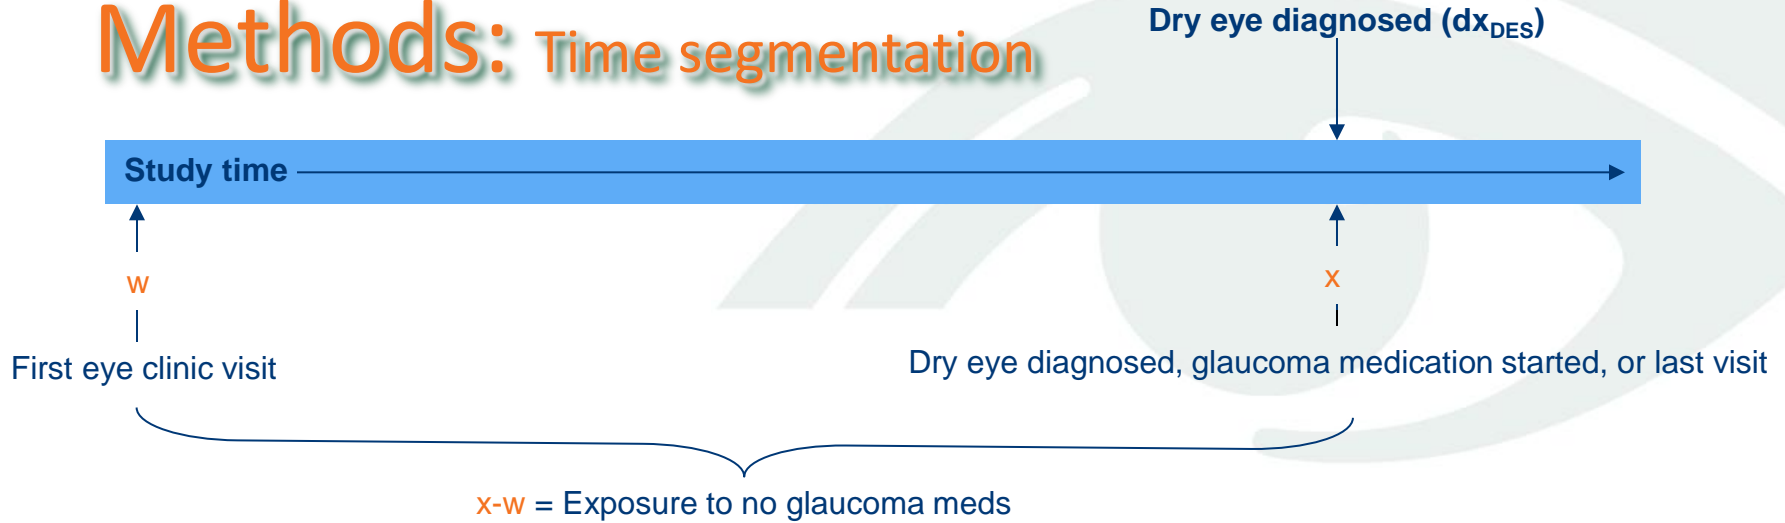 Methods: Time segmentation
Dry eye diagnosed (dxDES)
Study time
w
x
First eye clinic visit
Dry eye diagnosed, glaucoma medication started, or last visit
x-w = Exposure to no glaucoma meds